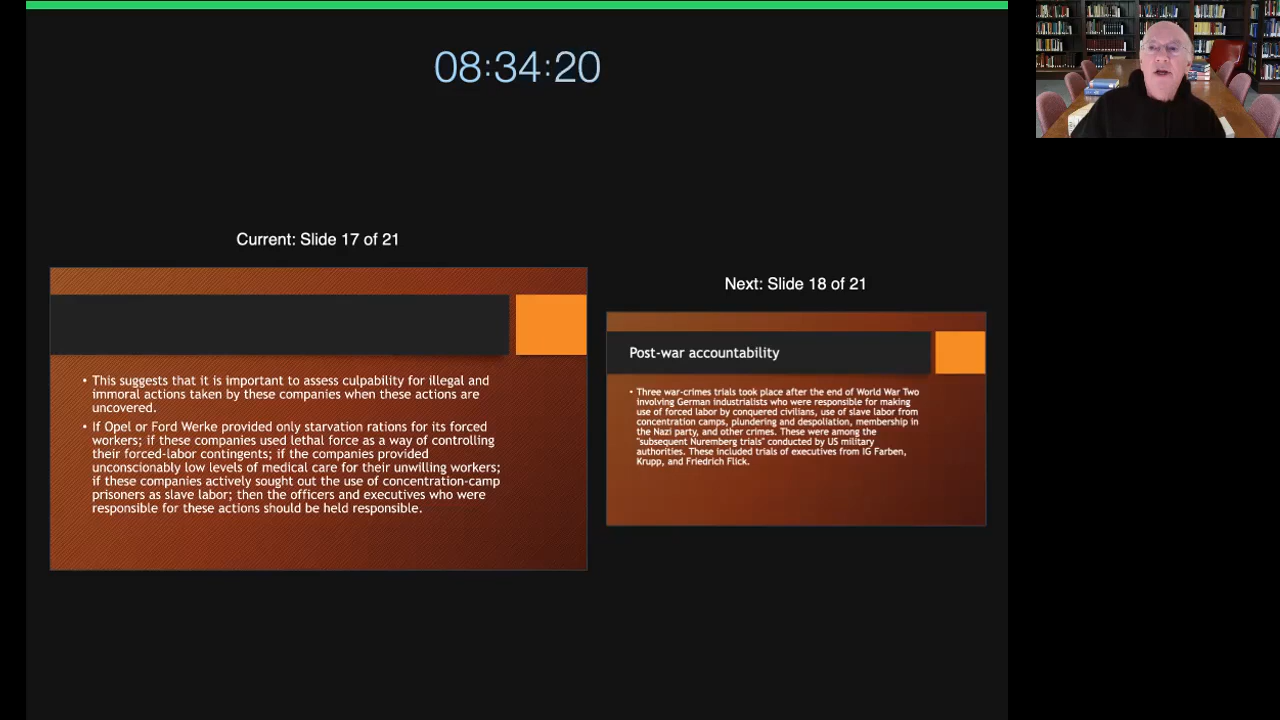 08:34:20
Current: Slide 17 of 21
• This suggests that it is important to assess culpability for illegal and
immoral actions taken by these companies when these actions are
uncovered.
• If Opel or Ford Werke provided only starvation rations for its forced
workers; if these companies used lethal force as a way of controlling
their forced-labor contingents; if the companies provided
unconscionably low levels of medical care for their unwilling workers;
if these companies actively sought out the use of concentration-camp
prisoners as slave labor; then the officers and executives who were
responsible for these actions should be held responsible.
Next: Slide 18 of 21
Post-war accountability
• Three war-crimes trials took place after the end of World War Two
involving German industrialists who were responsible for making
use of forced labor by conquered civilians, use of slave labor from
concentration camps, plundering and despoliation, membership in
the Nazi party, and other crimes. These were among the
"subsequent Nuremberg trials" conducted by US military
authorities. These included trials of executives from IG Farben,
Krupp, and Friedrich Flick.